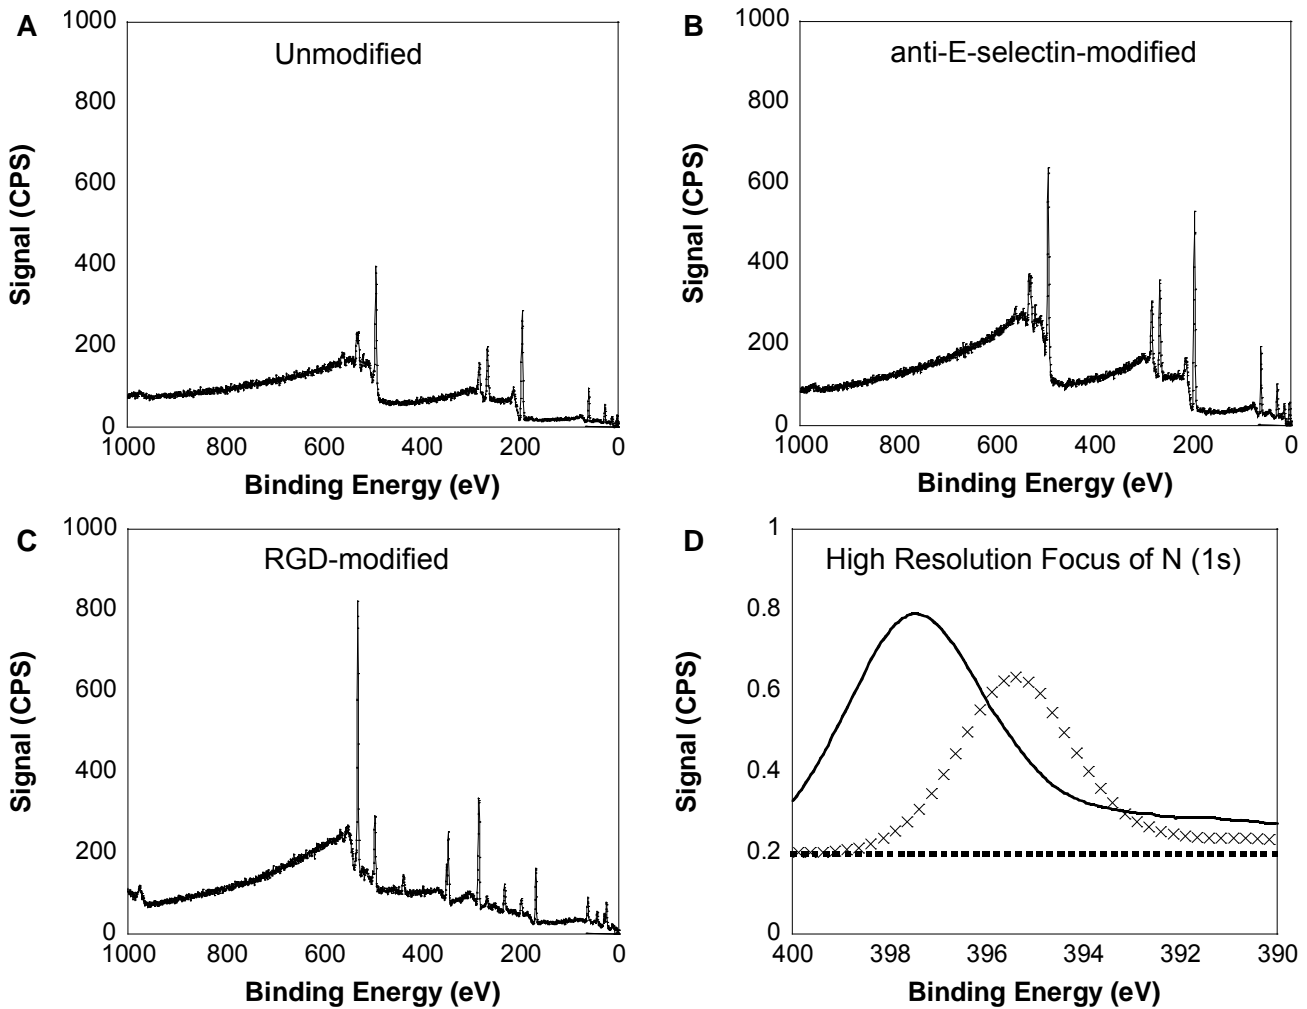 A
Unmodified
1000
800
600
400
200
0
Signal (CPS)
1000 800 600 400 200 0
Binding Energy (eV)
B
anti-E-selectin-modified
1000
800
600
400
200
0
Signal (CPS)
1000 800 600 400 200 0
Binding Energy (eV)
C
RGD-modified
1000
800
600
400
200
0
Signal (CPS)
1000 800 600 400 200 0
Binding Energy (eV)
D
High Resolution Focus of N (1s)
1
0.8
0.6
0.4
0.2
0
Signal (CPS)
400 398 396 394 392 390
Binding Energy (eV)